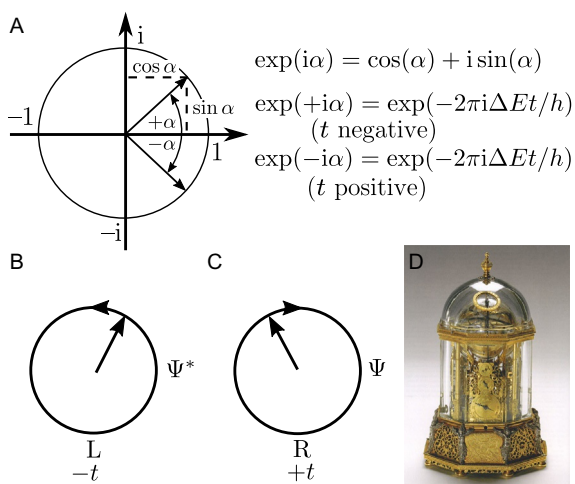 A
i
cos α
sin α
+α
−α
−1
1
−i
exp(iα) = cos(α) + i sin(α)
exp(+iα) = exp(−2πiΔEt/h)
(t negative)
exp(−iα) = exp(−2πiΔEt/h)
(t positive)
B
Ψ*
L
−t
C
Ψ
R
+t
D